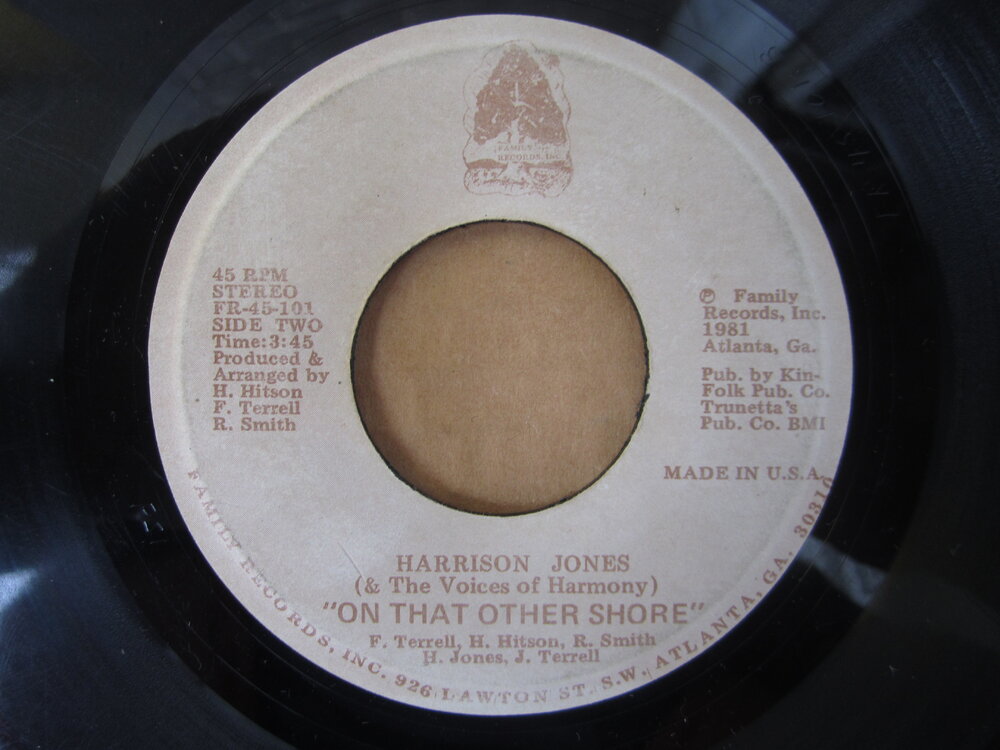 FAMILY
RECORDS, INC.
45 RPM
STEREO
FR-45-101
SIDE TWO
Time:3:45
Produced &
Arranged by
H. Hitson
F. Terrell
R. Smith
℗ Family
Records, Inc.
1981
Atlanta, Ga.
Pub. by Kin-
Folk Pub. Co.
Trunetta's
Pub. Co. BMI
MADE IN U.S.A.
HARRISON JONES
(& The Voices of Harmony)
"ON THAT OTHER SHORE"
F. Terrell, H. Hitson, R. Smith
H. Jones, J. Terrell
FAMILY RECORDS, INC. 926 LAWTON ST. S.W. ATLANTA, GA. 30310